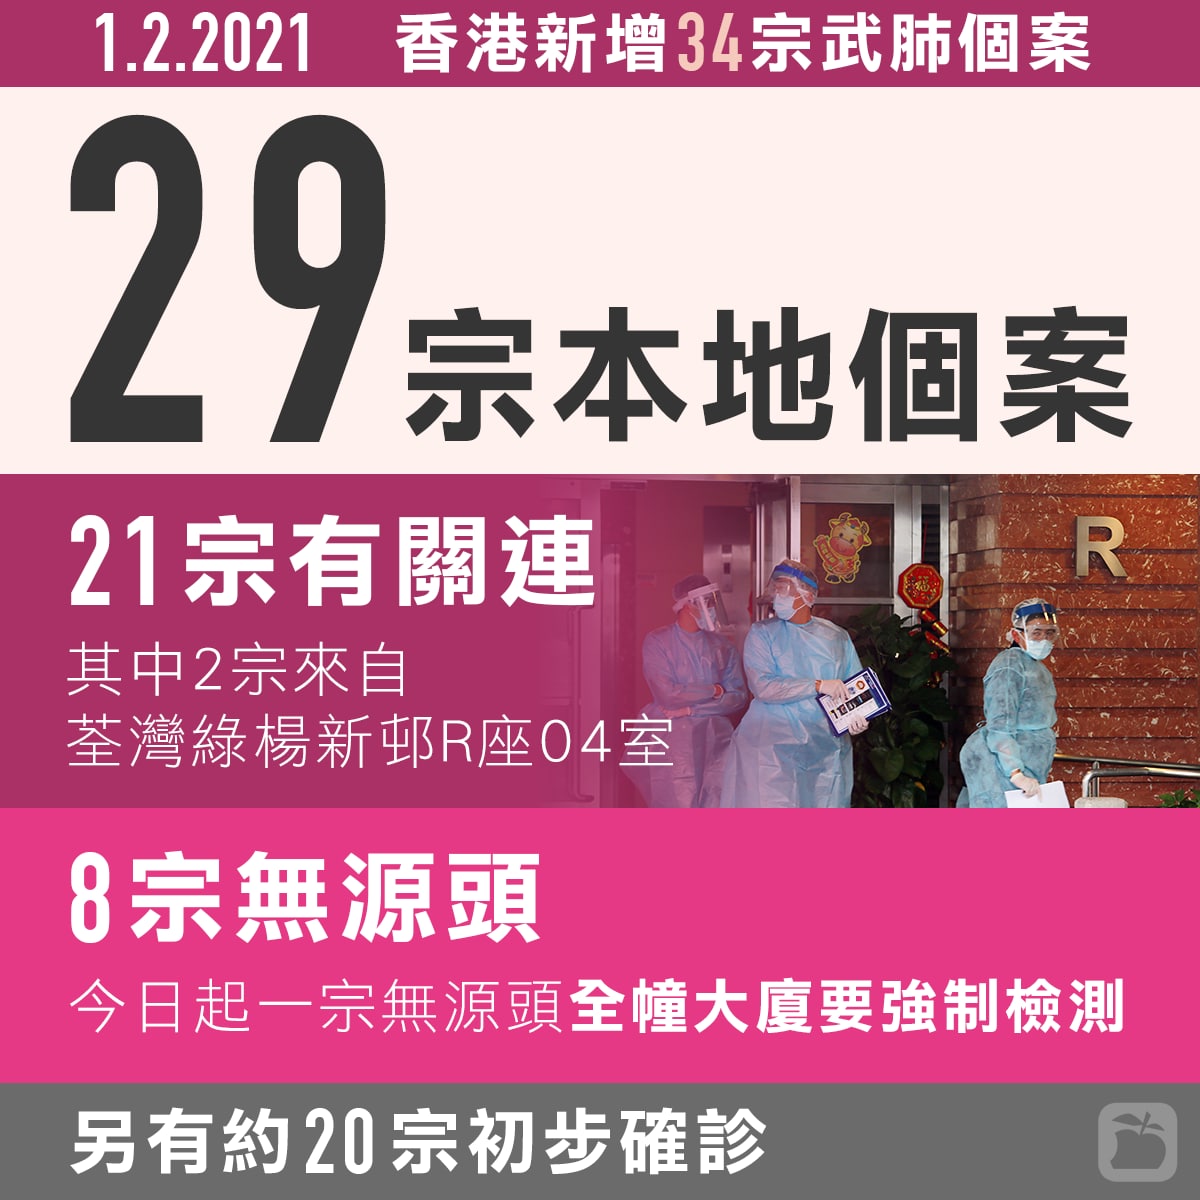 1.2.2021 香港新增34宗武肺個案
29宗本地個案
21宗有關連
其中2宗來自
荃灣綠楊新邨R座04室
R
8宗無源頭
今日起一宗無源頭全幢大廈要強制檢測
另有約20宗初步確診